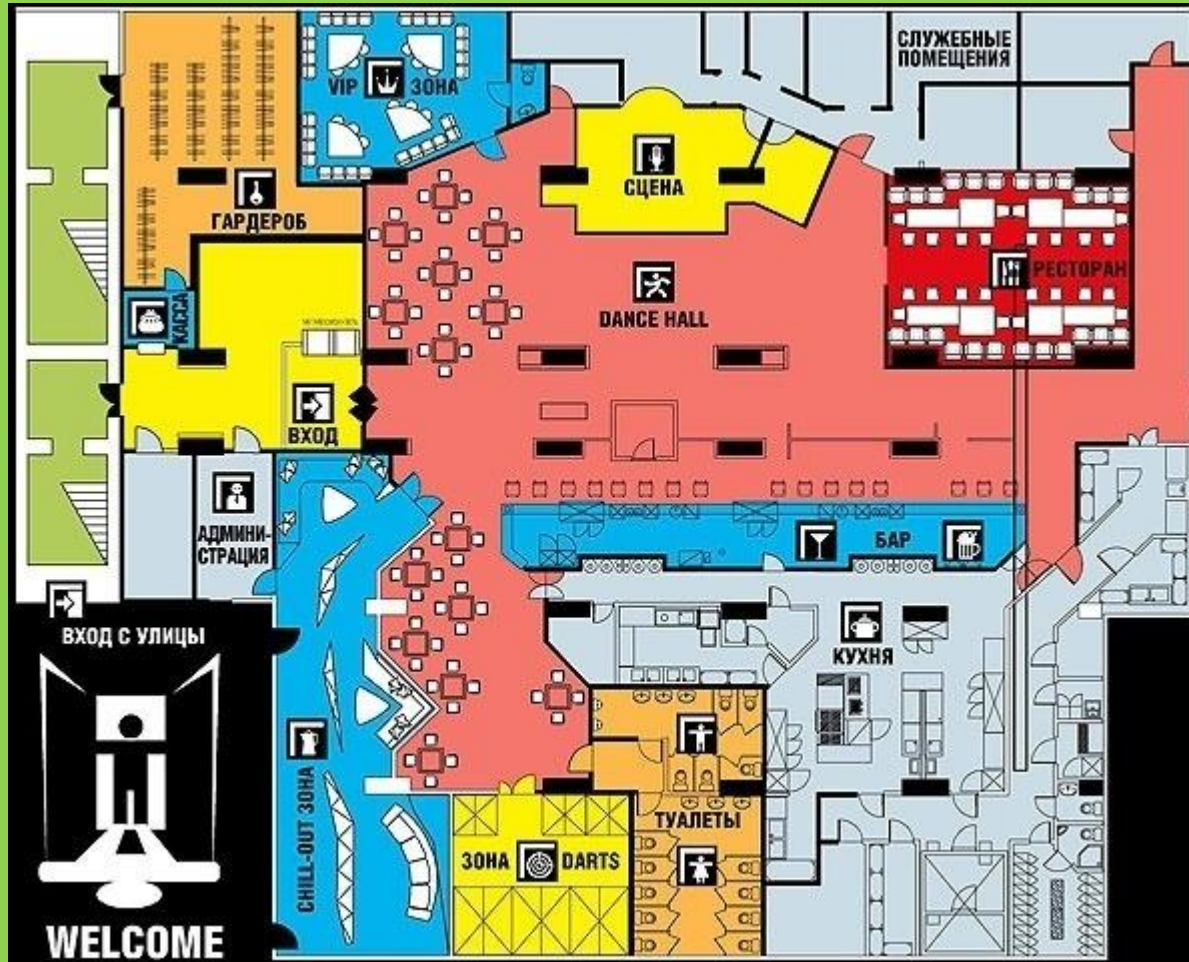 СЛУЖЕБНЫЕ
ПОМЕЩЕНИЯ
VIP ЗОНА
СЦЕНА
ГАРДЕРОБ
РЕСТОРАН
КАССА
DANCE HALL
ВХОД
АДМИНИ-
СТРАЦИЯ
БАР
ВХОД С УЛИЦЫ
КУХНЯ
CHILL-OUT ЗОНА
ТУАЛЕТЫ
ЗОНА DARTS
WELCOME